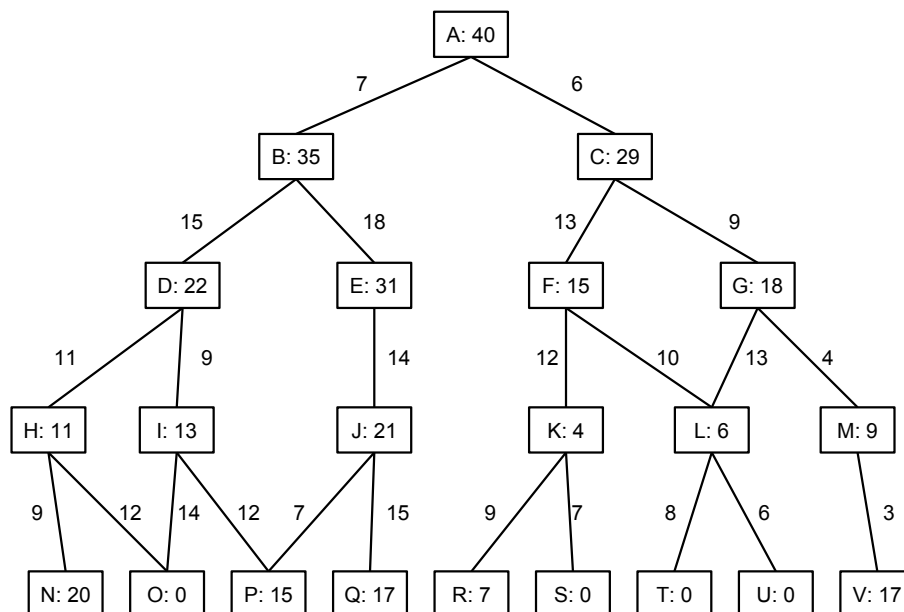 A: 40
7 6
B: 35 C: 29
15 18 13 9
D: 22 E: 31 F: 15 G: 18
11 9 14 12 10 13 4
H: 11 I: 13 J: 21 K: 4 L: 6 M: 9
9 12 14 12 7 15 9 7 8 6 3
N: 20 O: 0 P: 15 Q: 17 R: 7 S: 0 T: 0 U: 0 V: 17